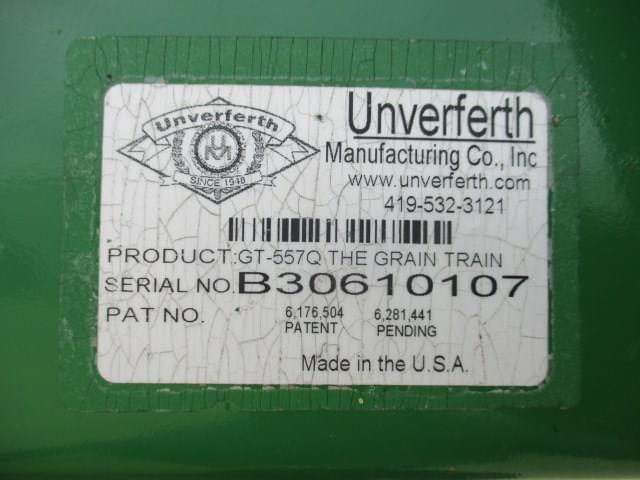 Unverferth
UM
SINCE 1948
Unverferth
Manufacturing Co., Inc
www.unverferth.com
419-532-3121
PRODUCT:GT-557Q THE GRAIN TRAIN
SERIAL NO.B30610107
PAT NO. 6,176,504 6,281,441
PATENT PENDING
Made in the U.S.A.